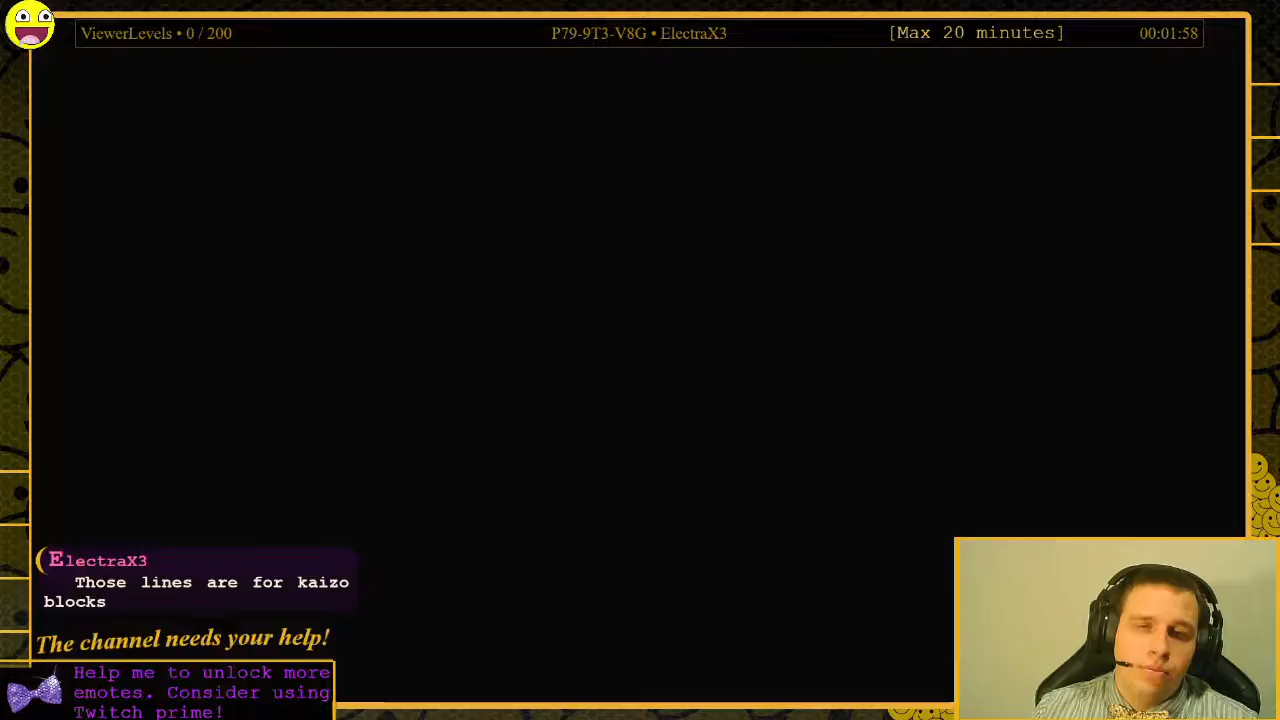 ViewerLevels • 0 / 200
P79-9T3-V8G • ElectraX3
[Max 20 minutes]
00:01:58
ElectraX3
Those lines are for kaizo
blocks
The channel needs your help!
Help me to unlock more
emotes. Consider using
Twitch prime!